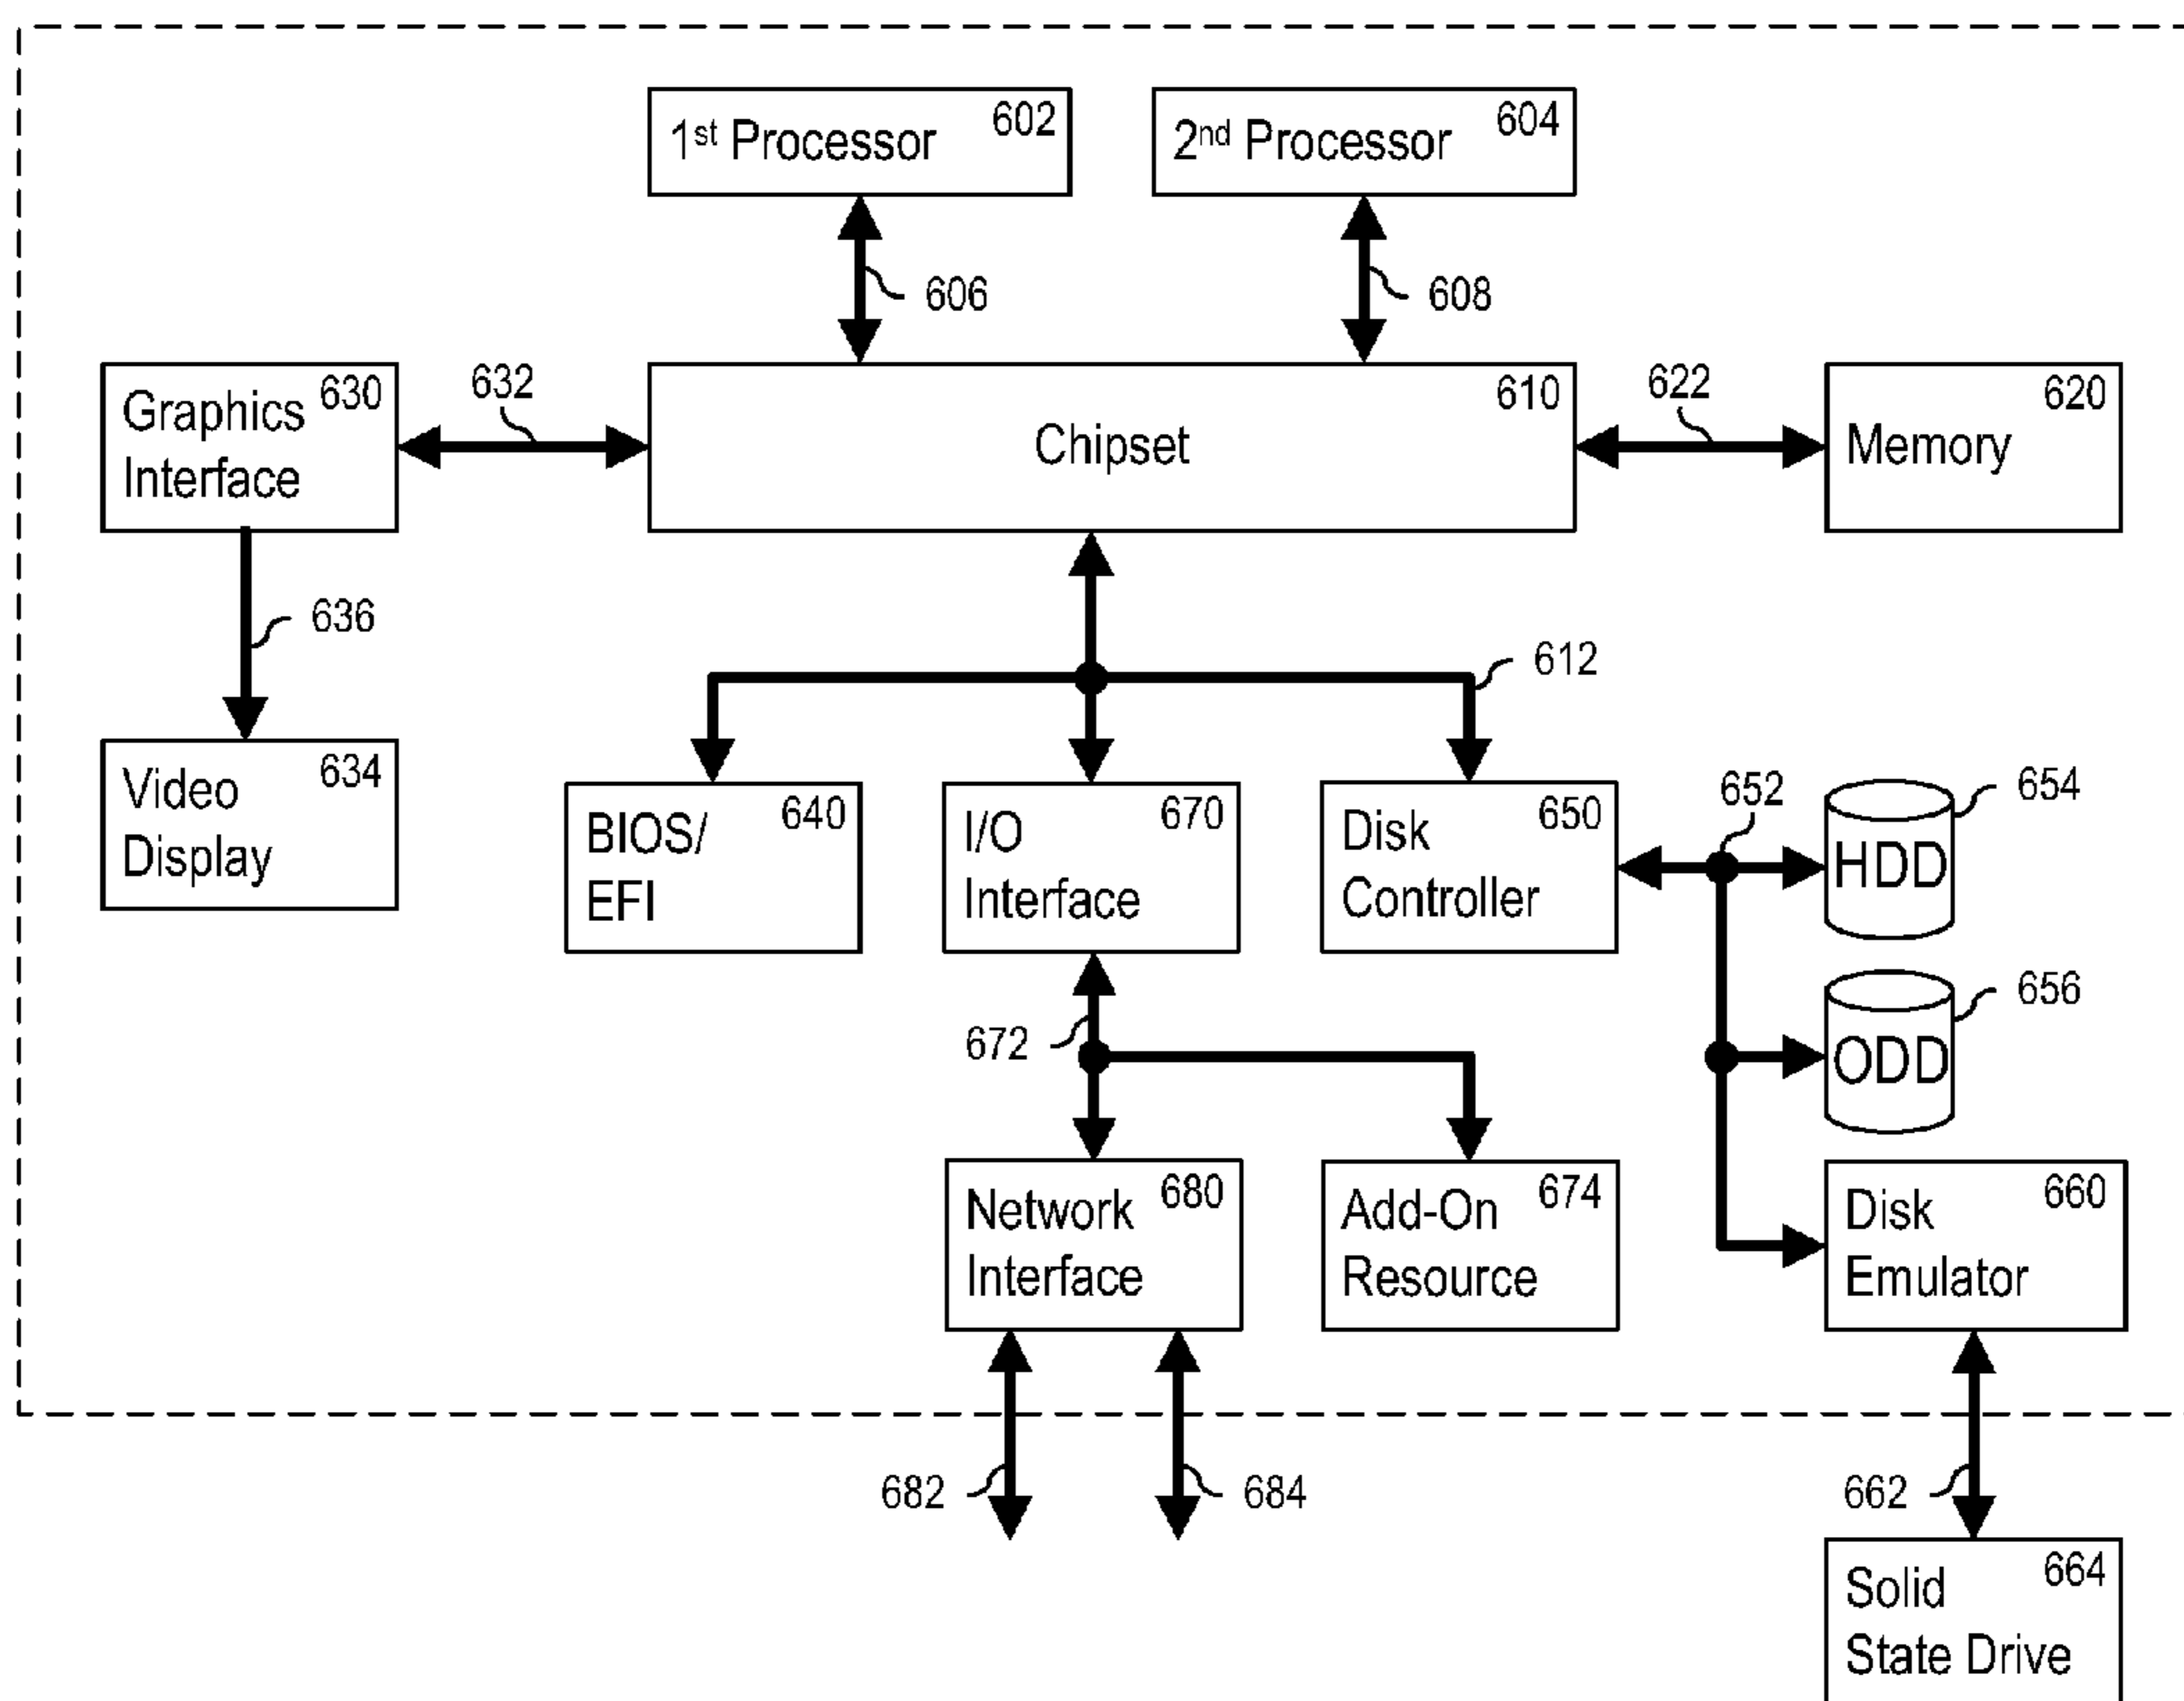 1st Processor 602
2nd Processor 604
606
608
Graphics 630
Interface
632
Chipset 610
622
Memory 620
636
612
Video 634
Display
BIOS/ 640
EFI
I/O 670
Interface
Disk 650
Controller
652
HDD
654
672
ODD
656
Network 680
Interface
Add-On 674
Resource
Disk 660
Emulator
682
684
662
Solid 664
State Drive